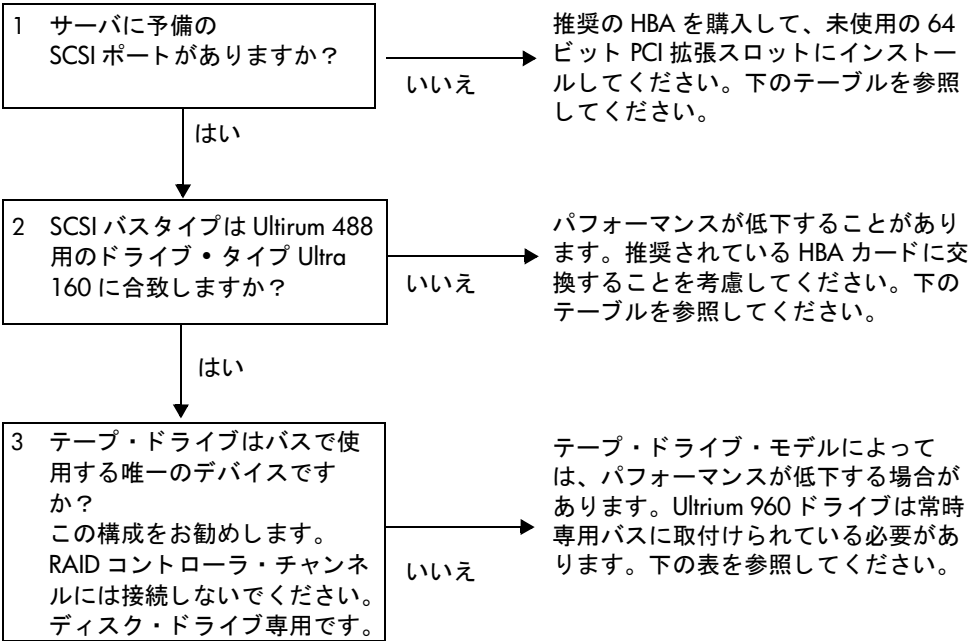 1 サーバに予備の
SCSI ポートがありますか？
いいえ
推奨の HBA を購入して、未使用の 64
ビット PCI 拡張スロットにインストー
ルしてください。下のテーブルを参照
してください。
はい
2 SCSI バスタイプは Ultirum 488
用のドライブ・タイプ Ultra
160 に合致しますか？
いいえ
パフォーマンスが低下することがあり
ます。推奨されている HBA カードに交
換することを考慮してください。下の
テーブルを参照してください。
はい
3 テープ・ドライブはバスで使
用する唯一のデバイスです
か？
この構成をお勧めします。
RAID コントローラ・チャンネ
ルには接続しないでください。
ディスク・ドライブ専用です。
いいえ
テープ・ドライブ・モデルによって
は、パフォーマンスが低下する場合が
あります。Ultrium 960 ドライブは常時
専用バスに取付けられている必要があ
ります。下の表を参照してください。